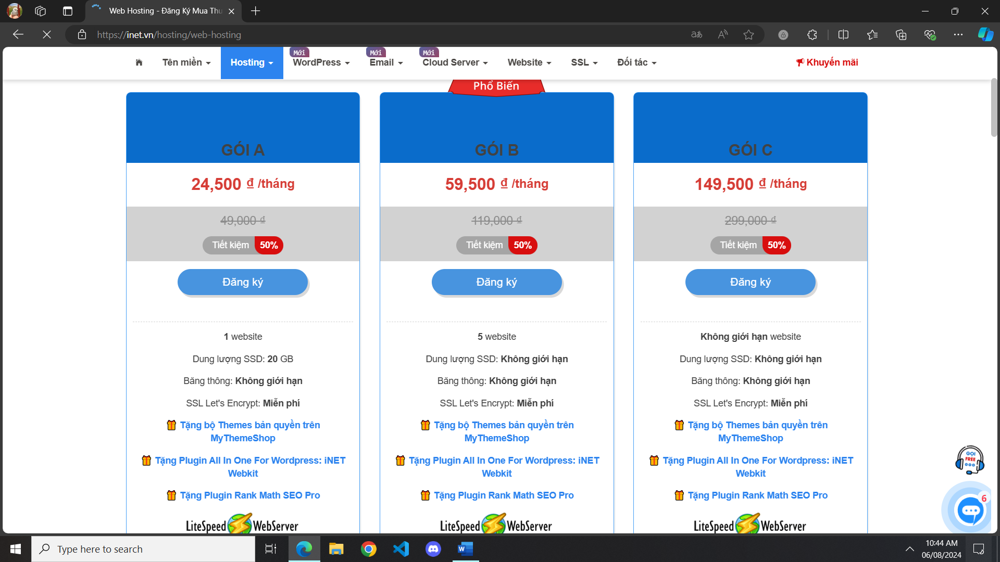 Web Hosting - Đăng Ký Mua Thu
https://inet.vn/hosting/web-hosting
Tên miền
Hosting
Mới
WordPress
Mới
Email
Mới
Cloud Server
Website
SSL
Đối tác
Khuyến mãi
Phổ Biến
GÓI A
24,500 ₫ /tháng
49,000 ₫
Tiết kiệm 50%
Đăng ký
1 website
Dung lượng SSD: 20 GB
Băng thông: Không giới hạn
SSL Let's Encrypt: Miễn phí
Tặng bộ Themes bản quyền trên
MyThemeShop
Tặng Plugin All In One For Wordpress: iNET
Webkit
Tặng Plugin Rank Math SEO Pro
LiteSpeed WebServer
GÓI B
59,500 ₫ /tháng
119,000 ₫
Tiết kiệm 50%
Đăng ký
5 website
Dung lượng SSD: Không giới hạn
Băng thông: Không giới hạn
SSL Let's Encrypt: Miễn phí
Tặng bộ Themes bản quyền trên
MyThemeShop
Tặng Plugin All In One For Wordpress: iNET
Webkit
Tặng Plugin Rank Math SEO Pro
LiteSpeed WebServer
GÓI C
149,500 ₫ /tháng
299,000 ₫
Tiết kiệm 50%
Đăng ký
Không giới hạn website
Dung lượng SSD: Không giới hạn
Băng thông: Không giới hạn
SSL Let's Encrypt: Miễn phí
Tặng bộ Themes bản quyền trên
MyThemeShop
Tặng Plugin All In One For Wordpress: iNET
Webkit
Tặng Plugin Rank Math SEO Pro
LiteSpeed WebServer
GỌI
FREE
6
Type here to search
10:44 AM
06/08/2024